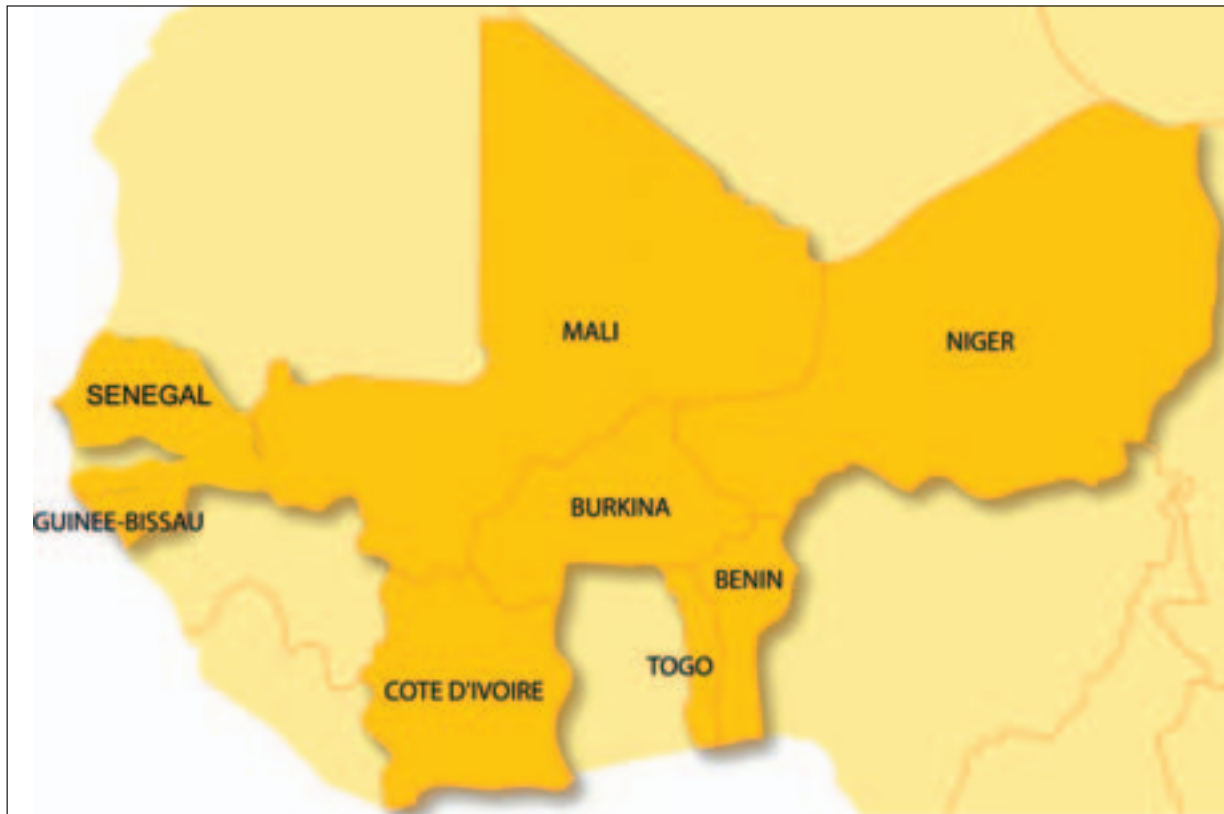 MALI
NIGER
SENEGAL
BURKINA
GUINEE-BISSAU
BENIN
TOGO
COTE D'IVOIRE